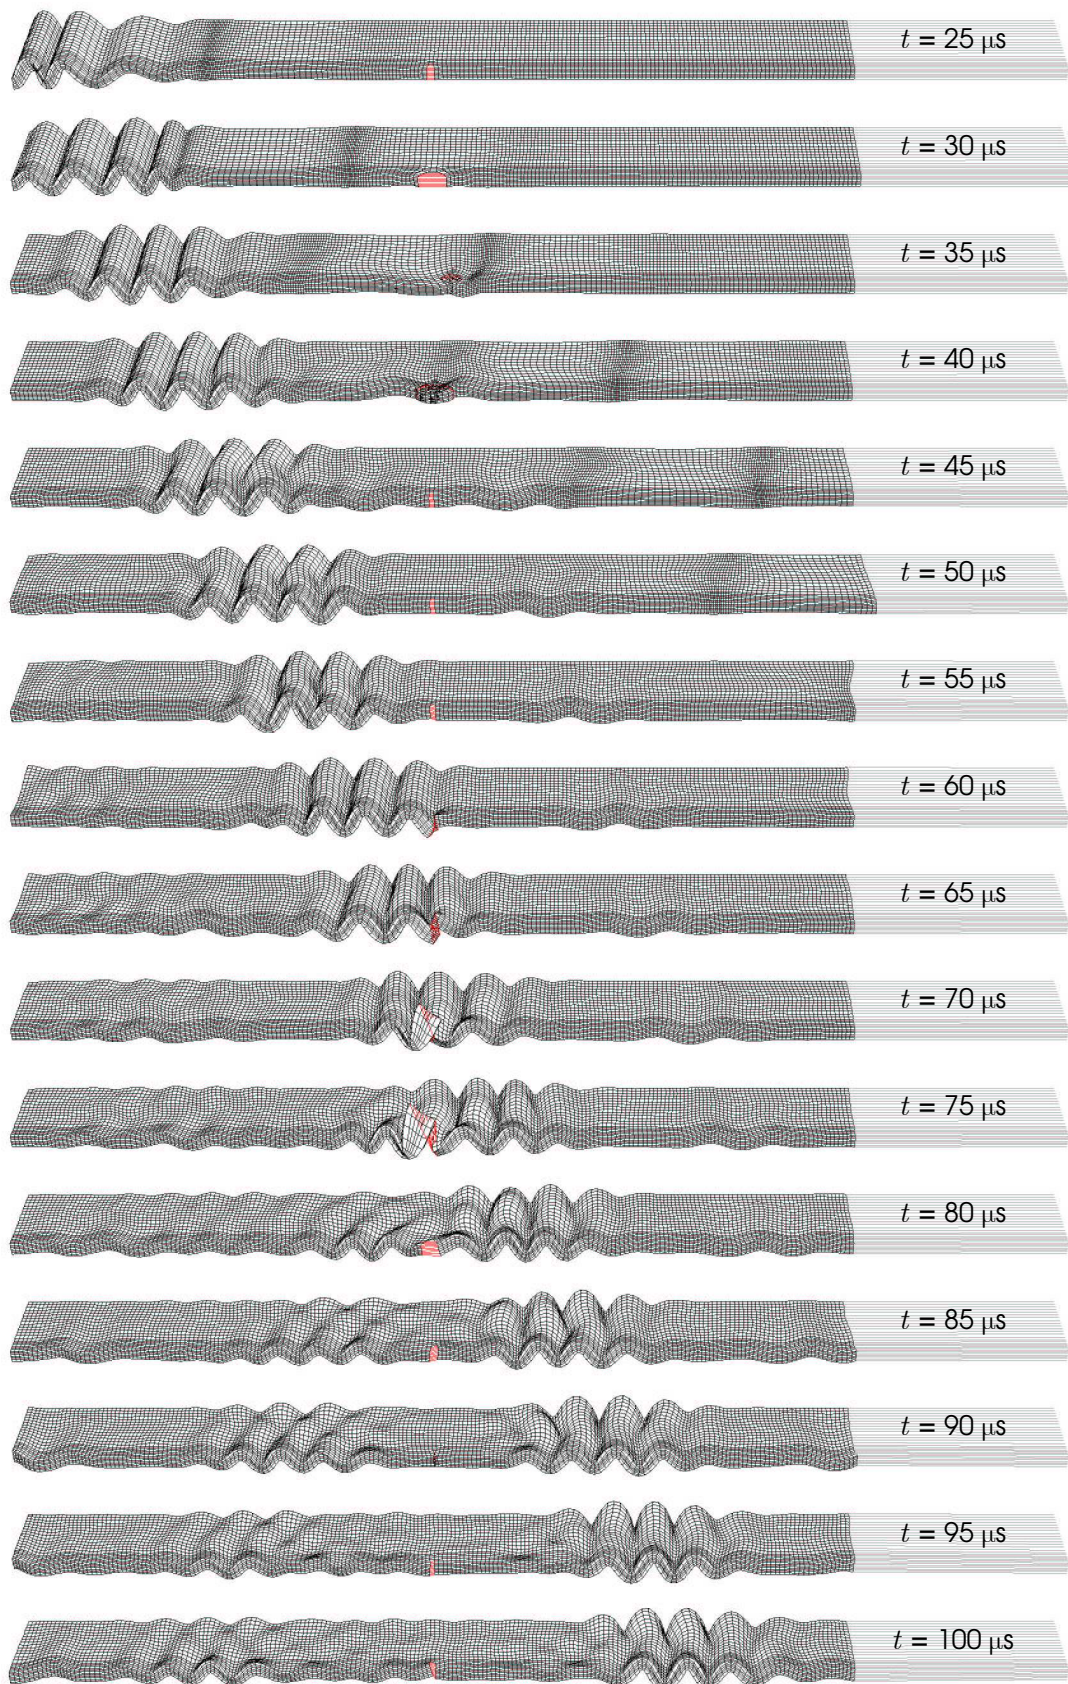 t = 25 µs
t = 30 µs
t = 35 µs
t = 40 µs
t = 45 µs
t = 50 µs
t = 55 µs
t = 60 µs
t = 65 µs
t = 70 µs
t = 75 µs
t = 80 µs
t = 85 µs
t = 90 µs
t = 95 µs
t = 100 µs